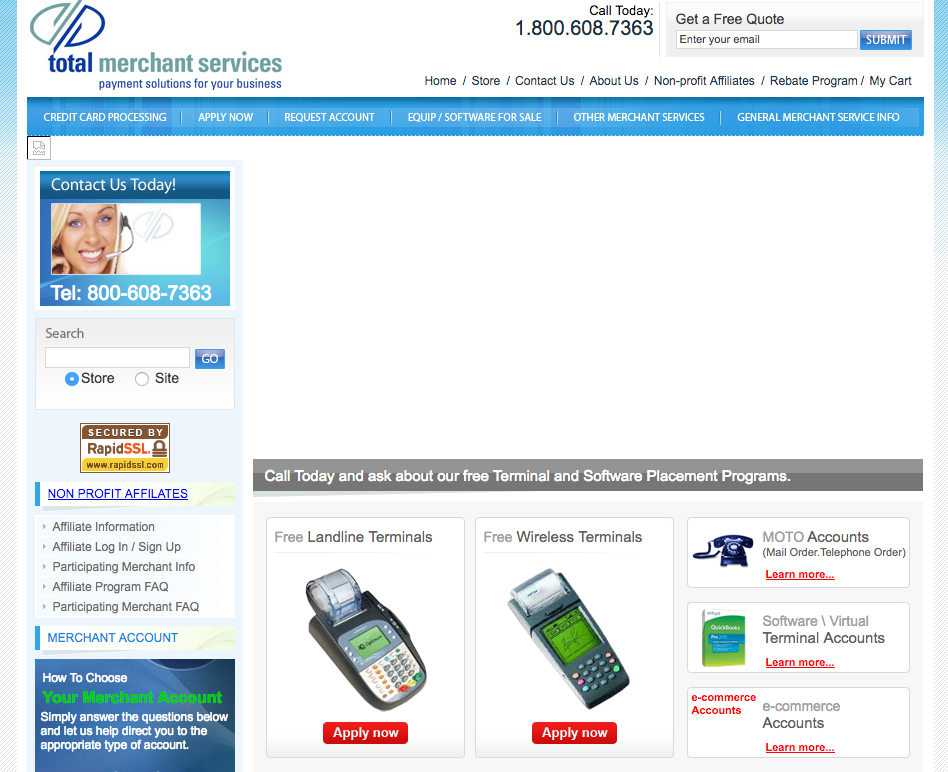 total merchant services
payment solutions for your business
Call Today:
1.800.608.7363
Get a Free Quote
Enter your email
SUBMIT
Home / Store / Contact Us / About Us / Non-profit Affiliates / Rebate Program / My Cart
CREDIT CARD PROCESSING
APPLY NOW
REQUEST ACCOUNT
EQUIP / SOFTWARE FOR SALE
OTHER MERCHANT SERVICES
GENERAL MERCHANT SERVICE INFO
Contact Us Today!
Tel: 800-608-7363
Search
GO
Store
Site
SECURED BY
RapidSSL.
www.rapidssl.com
NON PROFIT AFFILATES
Affiliate Information
Affiliate Log In / Sign Up
Participating Merchant Info
Affiliate Program FAQ
Participating Merchant FAQ
MERCHANT ACCOUNT
How To Choose
Your Merchant Account
Simply answer the questions below
and let us help direct you to the
appropriate type of account.
Call Today and ask about our free Terminal and Software Placement Programs.
Free Landline Terminals
Apply now
Free Wireless Terminals
Apply now
MOTO Accounts
(Mail Order.Telephone Order)
Learn more...
QuickBooks
Software \ Virtual
Terminal Accounts
Learn more...
e-commerce
Accounts
e-commerce
Accounts
Learn more...